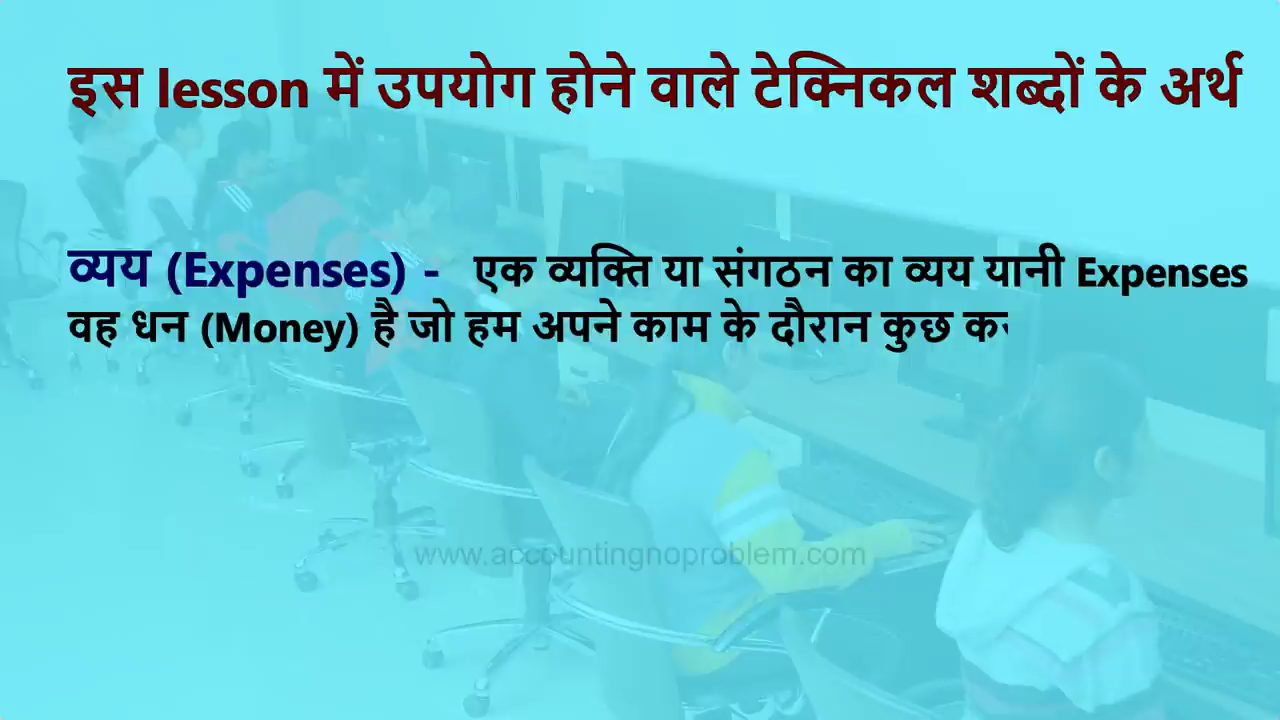 इस lesson में उपयोग होने वाले टेक्निकल शब्दों के अर्थ
व्यय (Expenses) - एक व्यक्ति या संगठन का व्यय यानी Expenses
वह धन (Money) है जो हम अपने काम के दौरान कुछ
www.accountingnoproblem.com